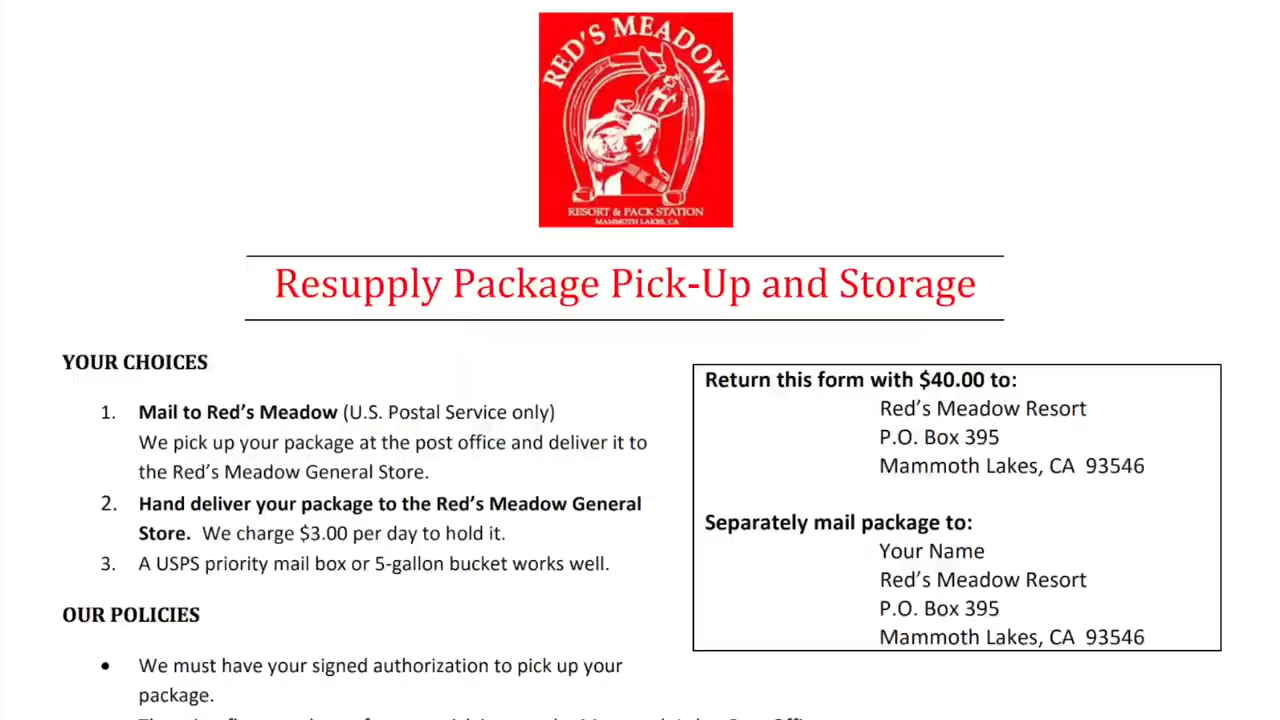 RED'S MEADOW
RESORT & PACK STATION
MAMMOTH LAKES, CA
Resupply Package Pick-Up and Storage
YOUR CHOICES
1. Mail to Red's Meadow (U.S. Postal Service only)
We pick up your package at the post office and deliver it to
the Red's Meadow General Store.
2. Hand deliver your package to the Red's Meadow General
Store. We charge $3.00 per day to hold it.
3. A USPS priority mail box or 5-gallon bucket works well.
OUR POLICIES
• We must have your signed authorization to pick up your
package.
Return this form with $40.00 to:
Red's Meadow Resort
P.O. Box 395
Mammoth Lakes, CA 93546
Separately mail package to:
Your Name
Red's Meadow Resort
P.O. Box 395
Mammoth Lakes, CA 93546